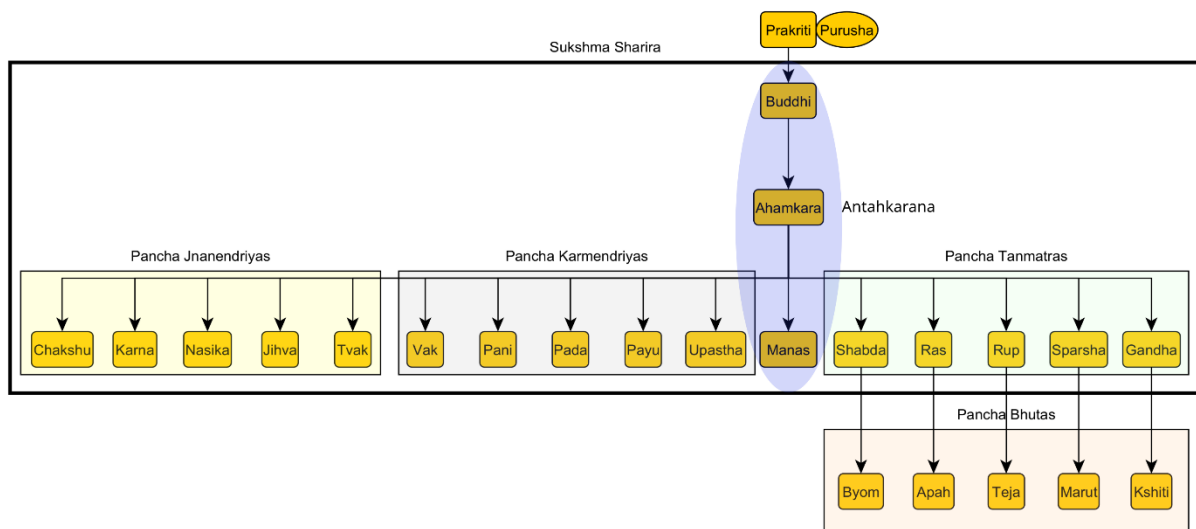 Prakriti
Purusha
Sukshma Sharira
Buddhi
Ahamkara
Antahkarana
Pancha Jnanendriyas
Pancha Karmendriyas
Pancha Tanmatras
Chakshu
Karna
Nasika
Jihva
Tvak
Vak
Pani
Pada
Payu
Upastha
Manas
Shabda
Ras
Rup
Sparsha
Gandha
Pancha Bhutas
Byom
Apah
Teja
Marut
Kshiti